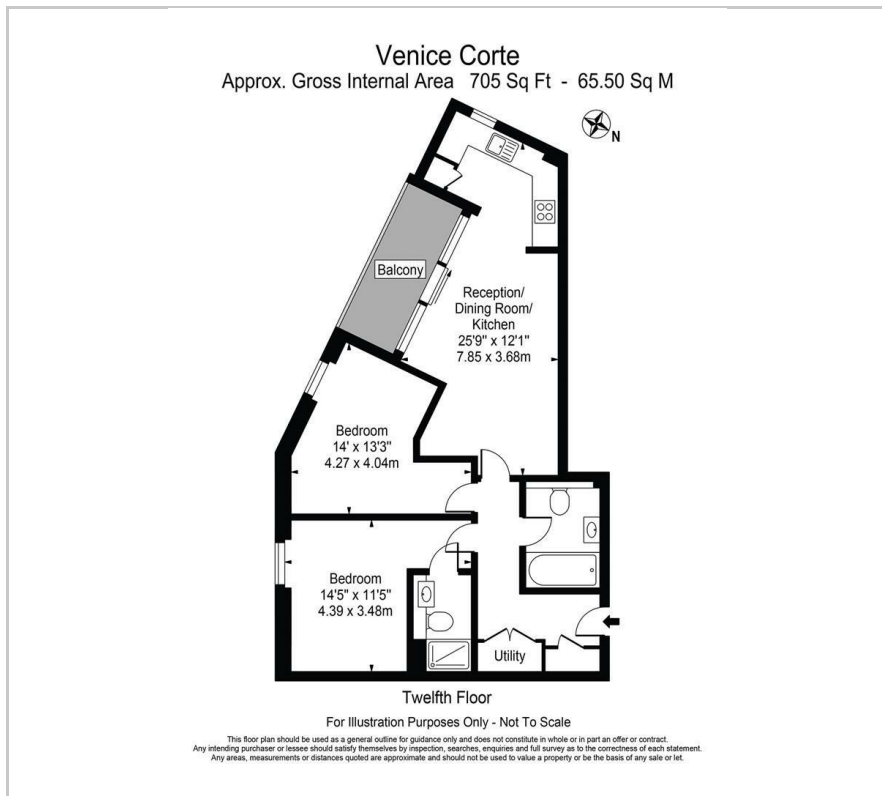 Venice Corte
Approx. Gross Internal Area 705 Sq Ft - 65.50 Sq M
N
Balcony
Reception/
Dining Room/
Kitchen
25'9" x 12'1"
7.85 x 3.68m
Bedroom
14' x 13'3"
4.27 x 4.04m
Bedroom
14'5" x 11'5"
4.39 x 3.48m
Utility
Twelfth Floor
For Illustration Purposes Only - Not To Scale
This floor plan should be used as a general outline for guidance only and does not constitute in whole or in part an offer or contract.
Any intending purchaser or lessee should satisfy themselves by inspection, searches, enquiries and full survey as to the correctness of each statement.
Any areas, measurements or distances quoted are approximate and should not be used to value a property or be the basis of any sale or let.